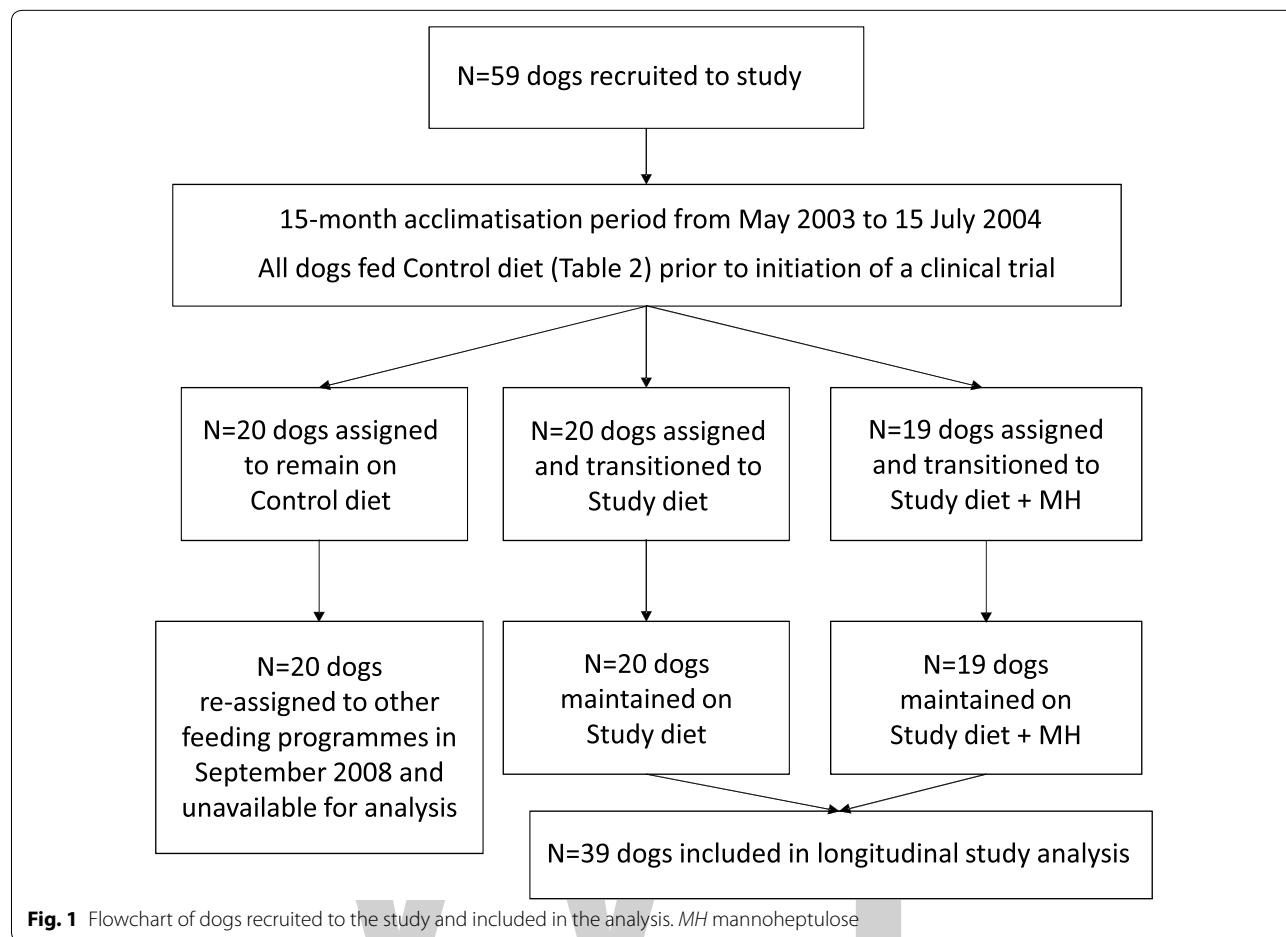 N=59 dogs recruited to study
15-month acclimatisation period from May 2003 to 15 July 2004
All dogs fed Control diet (Table 2) prior to initiation of a clinical trial
N=20 dogs assigned
to remain on
Control diet
N=20 dogs assigned
and transitioned to
Study diet
N=19 dogs assigned
and transitioned to
Study diet + MH
N=20 dogs
re-assigned to other
feeding programmes in
September 2008 and
unavailable for analysis
N=20 dogs
maintained on
Study diet
N=19 dogs
maintained on
Study diet + MH
N=39 dogs included in longitudinal study analysis
Fig. 1 Flowchart of dogs recruited to the study and included in the analysis. MH mannoheptulose